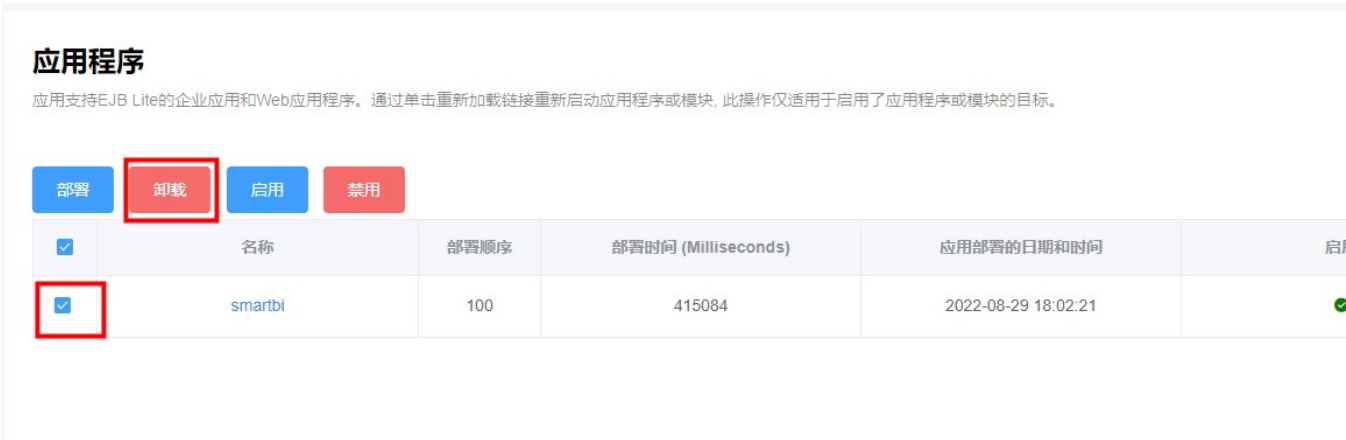 应用程序
应用支持EJB Lite的企业应用和Web应用程序。通过单击重新加载链接重新启动应用程序或模块, 此操作仅适用于启用了应用程序或模块的目标。
部署 卸载 启用 禁用
名称 部署顺序 部署时间 (Milliseconds) 应用部署的日期和时间 启
smartbi 100 415084 2022-08-29 18:02:21